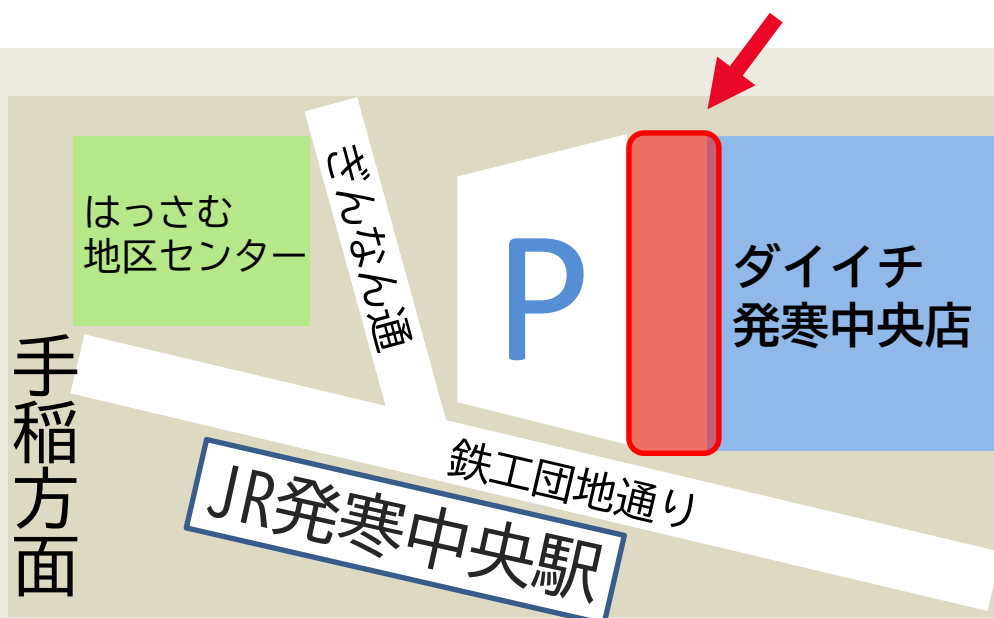 はっさむ
地区センター
ぎんなん通
P
ダイイチ
発寒中央店
手稲方面
鉄工団地通り
JR発寒中央駅